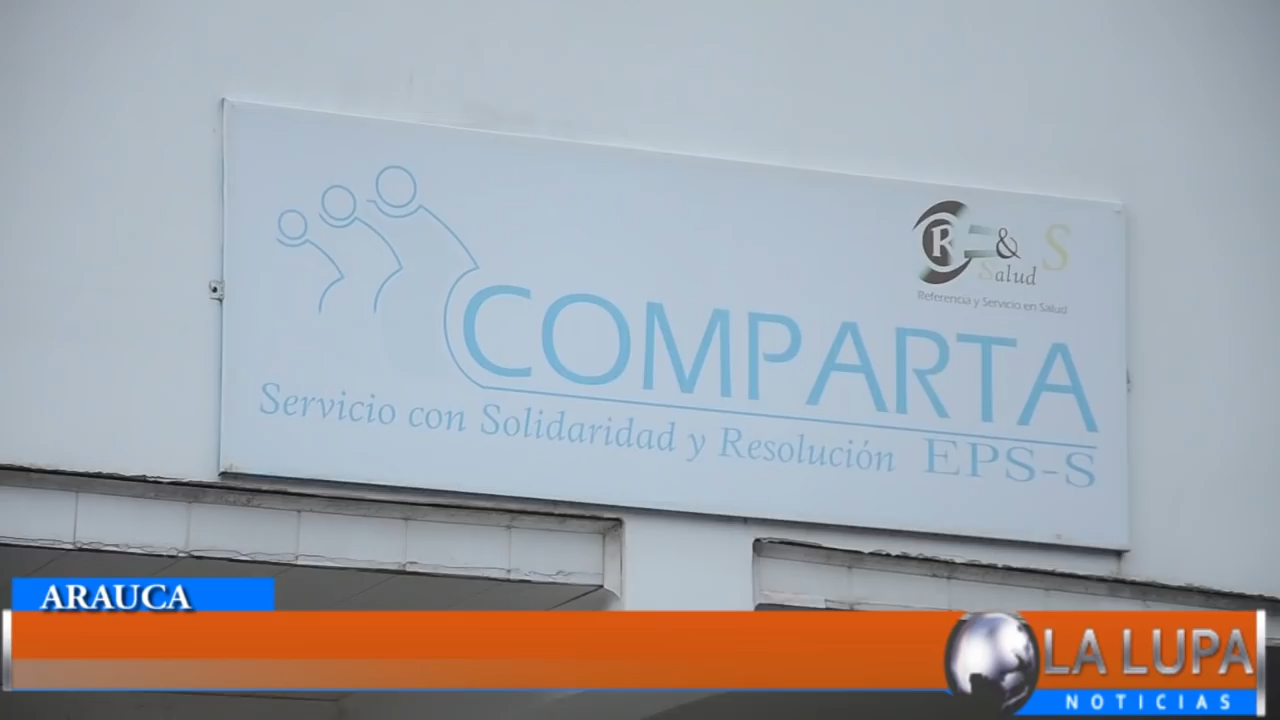 R E & S
Salud
Referencia y Servicio en Salud
COMPARTA
Servicio con Solidaridad y Resolución EPS-S
ARAUCA
LA LUPA
NOTICIAS